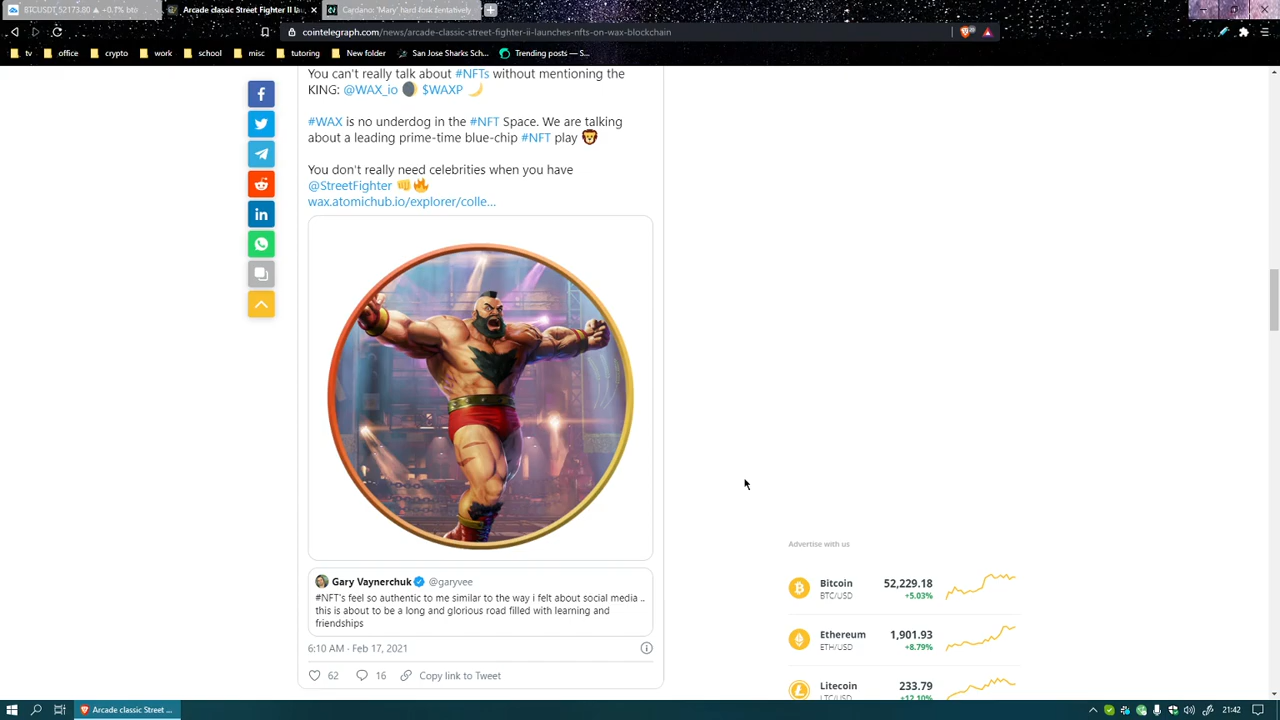 BTCUSDT 52173.80 ▲ +0.7% bto
Arcade classic Street Fighter II la
Cardano: 'Mary' hard fork tentatively
cointelegraph.com/news/arcade-classic-street-fighter-ii-launches-nfts-on-wax-blockchain
tv
office
crypto
work
school
misc
tutoring
New folder
San Jose Sharks Sch...
Trending posts — S...
You can't really talk about #NFTs without mentioning the
KING: @WAX_io 🌒 $WAXP 🌙
#WAX is no underdog in the #NFT Space. We are talking
about a leading prime-time blue-chip #NFT play 🦁
You don't really need celebrities when you have
@StreetFighter 👊🔥
wax.atomichub.io/explorer/colle...
Gary Vaynerchuk @garyvee
#NFT's feel so authentic to me similar to the way i felt about social media ..
this is about to be a long and glorious road filled with learning and
friendships
6:10 AM - Feb 17, 2021
62
16
Copy link to Tweet
Advertise with us
Bitcoin 52,229.18
BTC/USD +5.03%
Ethereum 1,901.93
ETH/USD +8.79%
Litecoin 233.79
LTC/USD +12.10%
Arcade classic Street ...
21:42